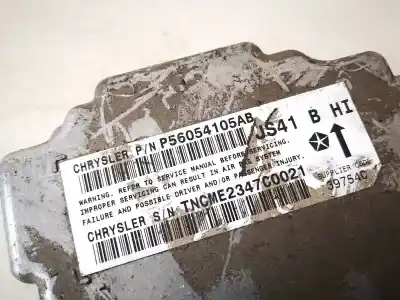 CHRYSLER P/N P56054105AB
JS41 B HI
WARNING. REFER TO SERVICE MANUAL BEFORE SERVICING.
IMPROPER SERVICING CAN RESULT IN AIR BAG SYSTEM
FAILURE AND POSSIBLE DRIVER AND/OR PASSENGER INJURY.
CHRYSLER S/N TNCME2347C0021
SUPPLIER CODE
39754C